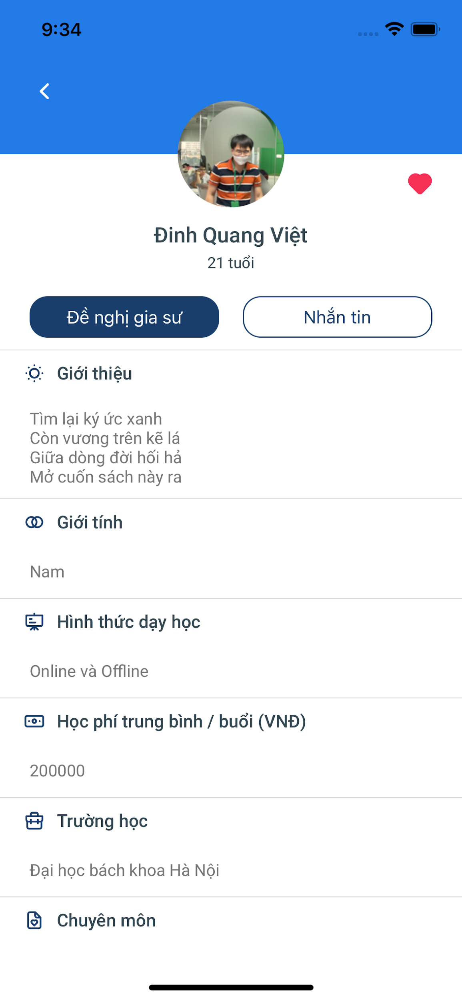 9:34
Đinh Quang Việt
21 tuổi
Đề nghị gia sư
Nhắn tin
Giới thiệu
Tìm lại ký ức xanh
Còn vương trên kẽ lá
Giữa dòng đời hối hả
Mở cuốn sách này ra
Giới tính
Nam
Hình thức dạy học
Online và Offline
Học phí trung bình / buổi (VNĐ)
200000
Trường học
Đại học bách khoa Hà Nội
Chuyên môn